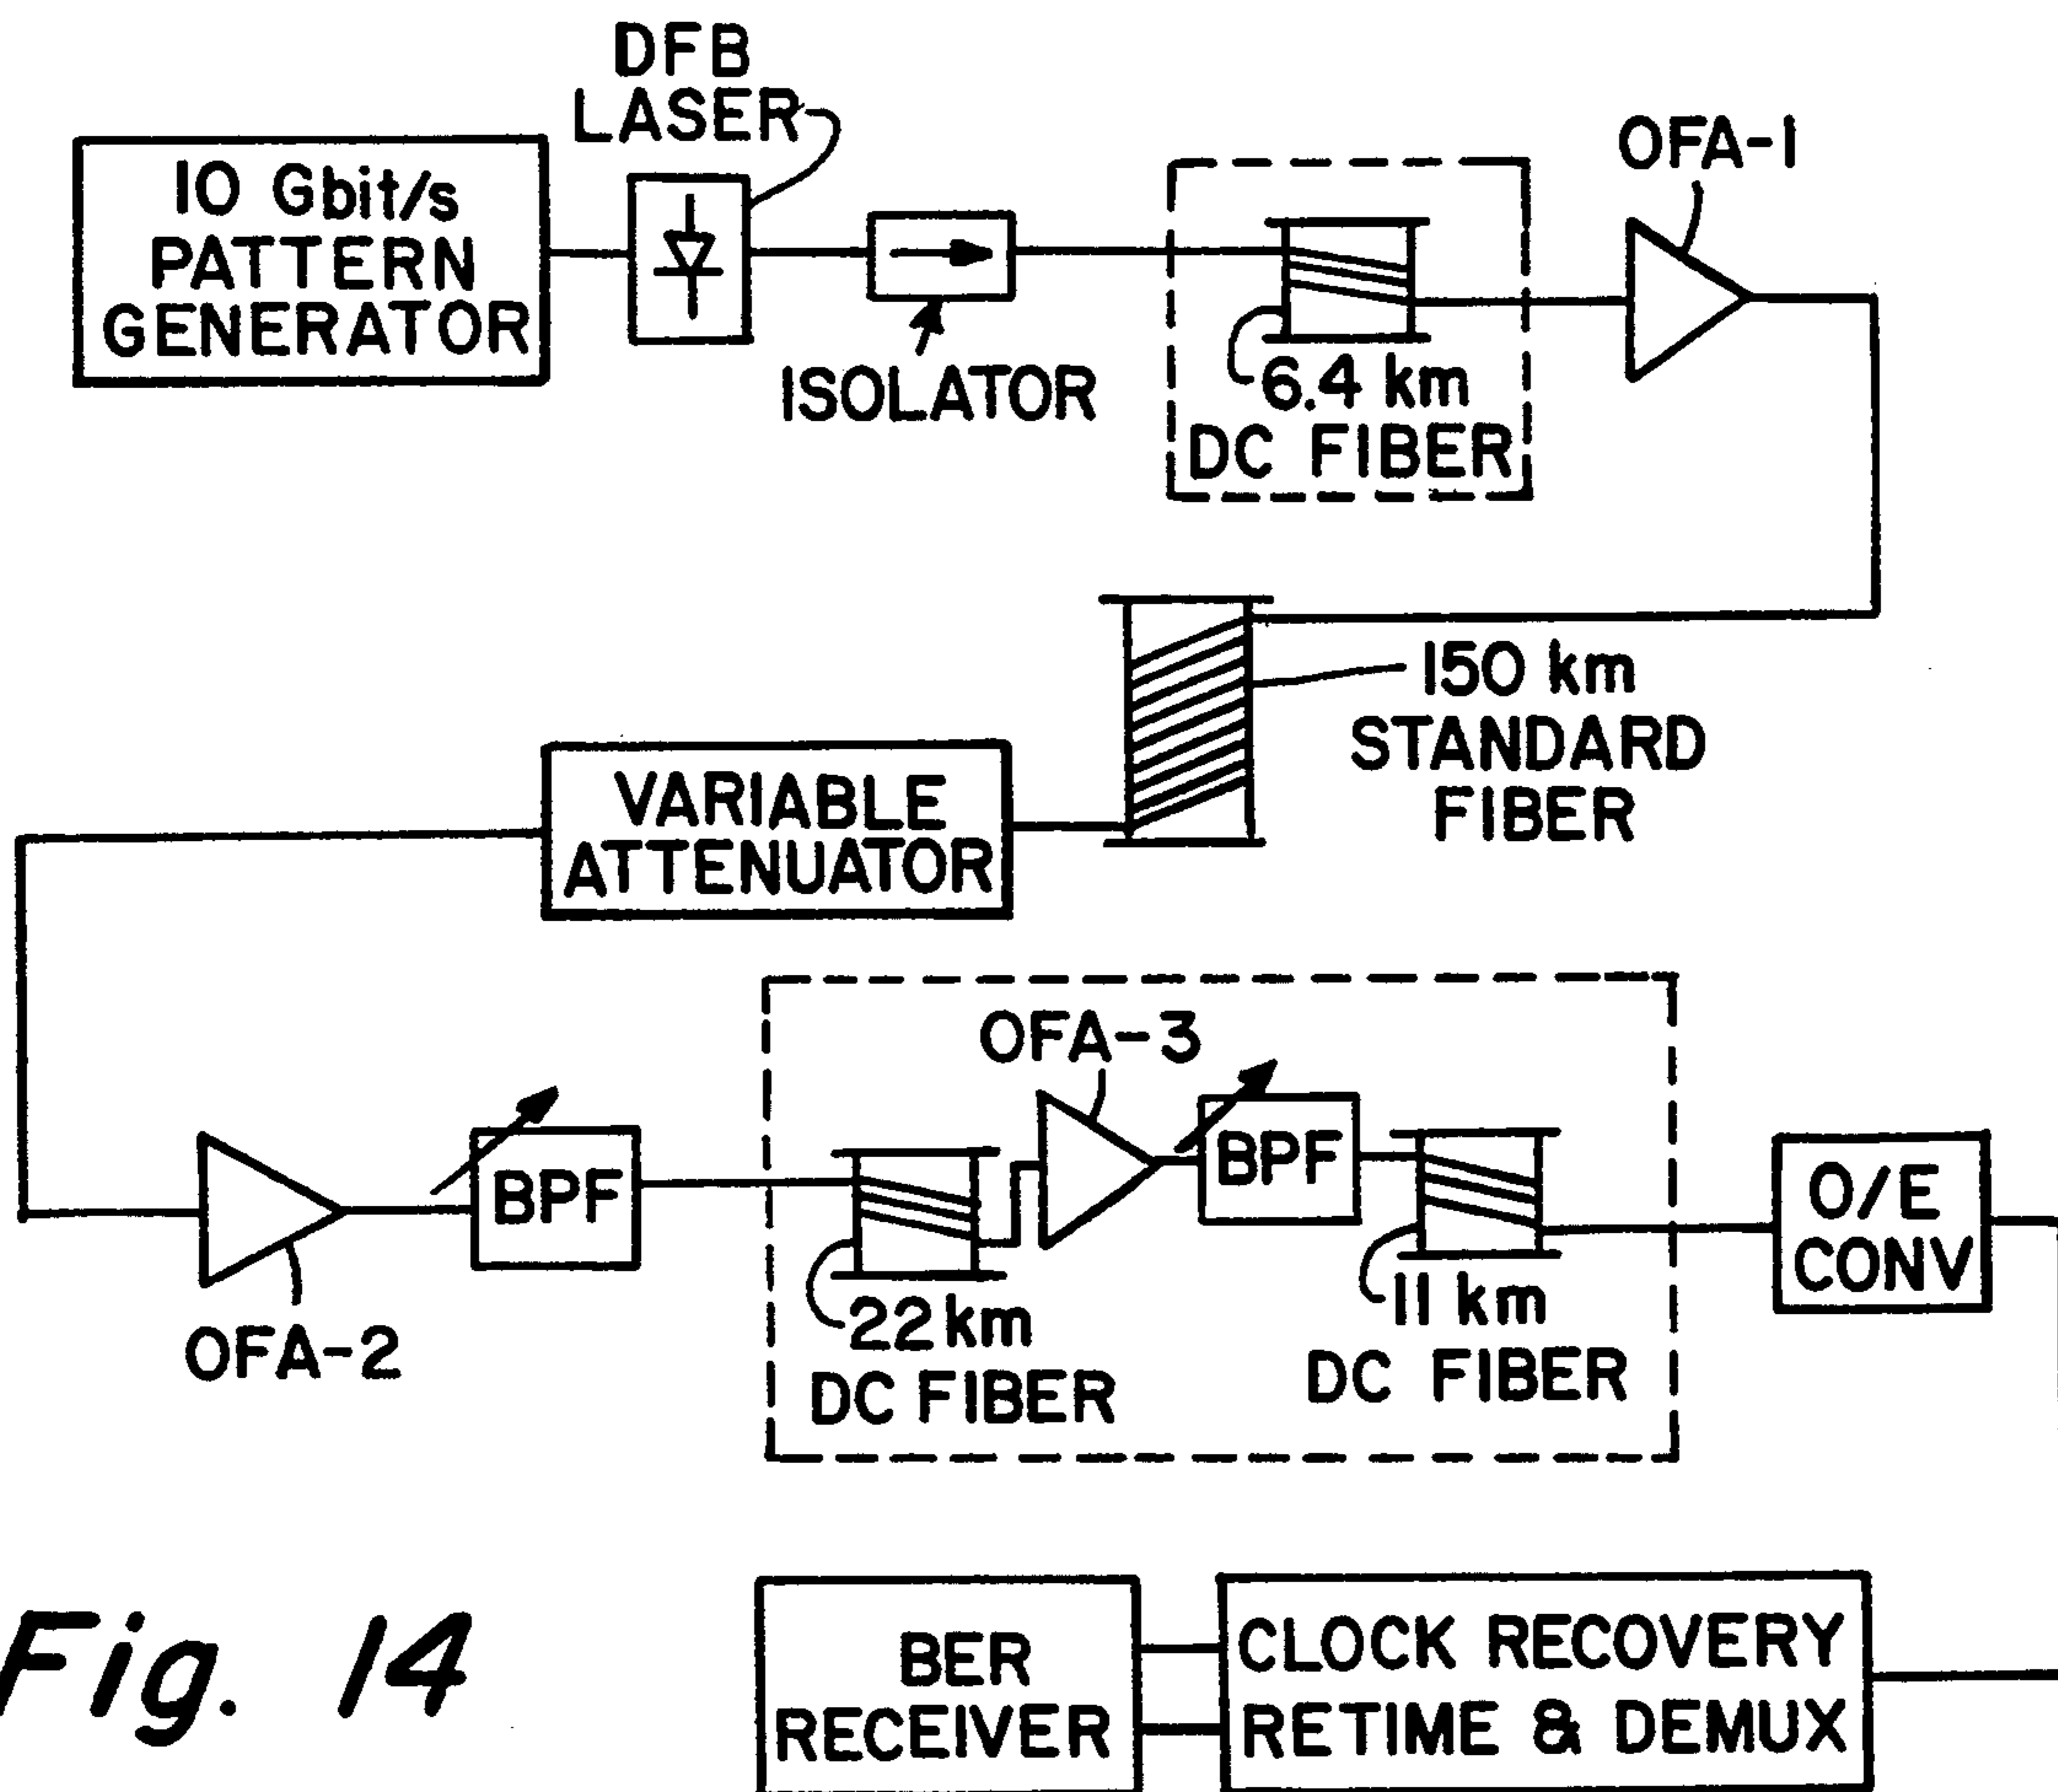 DFB
LASER
10 Gbit/s
PATTERN
GENERATOR
ISOLATOR
6.4 km
DC FIBER
OFA-1
150 km
STANDARD
FIBER
VARIABLE
ATTENUATOR
OFA-2
BPF
OFA-3
BPF
22 km
DC FIBER
11 km
DC FIBER
O/E
CONV
BER
RECEIVER
CLOCK RECOVERY
RETIME & DEMUX
Fig. 14